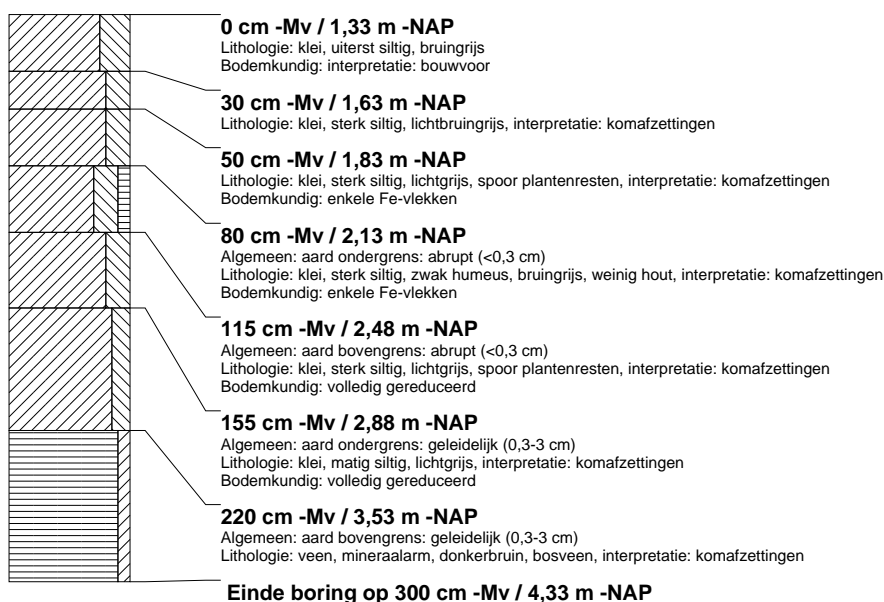 0 cm -Mv / 1,33 m -NAP
Lithologie: klei, uiterst siltig, bruingrijs
Bodemkundig: interpretatie: bouwvoor
30 cm -Mv / 1,63 m -NAP
Lithologie: klei, sterk siltig, lichtbruingrijs, interpretatie: komafzettingen
50 cm -Mv / 1,83 m -NAP
Lithologie: klei, sterk siltig, lichtgrijs, spoor plantenresten, interpretatie: komafzettingen
Bodemkundig: enkele Fe-vlekken
80 cm -Mv / 2,13 m -NAP
Algemeen: aard ondergrens: abrupt (<0,3 cm)
Lithologie: klei, sterk siltig, zwak humeus, bruingrijs, weinig hout, interpretatie: komafzettingen
Bodemkundig: enkele Fe-vlekken
115 cm -Mv / 2,48 m -NAP
Algemeen: aard bovengrens: abrupt (<0,3 cm)
Lithologie: klei, sterk siltig, lichtgrijs, spoor plantenresten, interpretatie: komafzettingen
Bodemkundig: volledig gereduceerd
155 cm -Mv / 2,88 m -NAP
Algemeen: aard ondergrens: geleidelijk (0,3-3 cm)
Lithologie: klei, matig siltig, lichtgrijs, interpretatie: komafzettingen
Bodemkundig: volledig gereduceerd
220 cm -Mv / 3,53 m -NAP
Algemeen: aard bovengrens: geleidelijk (0,3-3 cm)
Lithologie: veen, mineraalarm, donkerbruin, bosveen, interpretatie: komafzettingen
Einde boring op 300 cm -Mv / 4,33 m -NAP